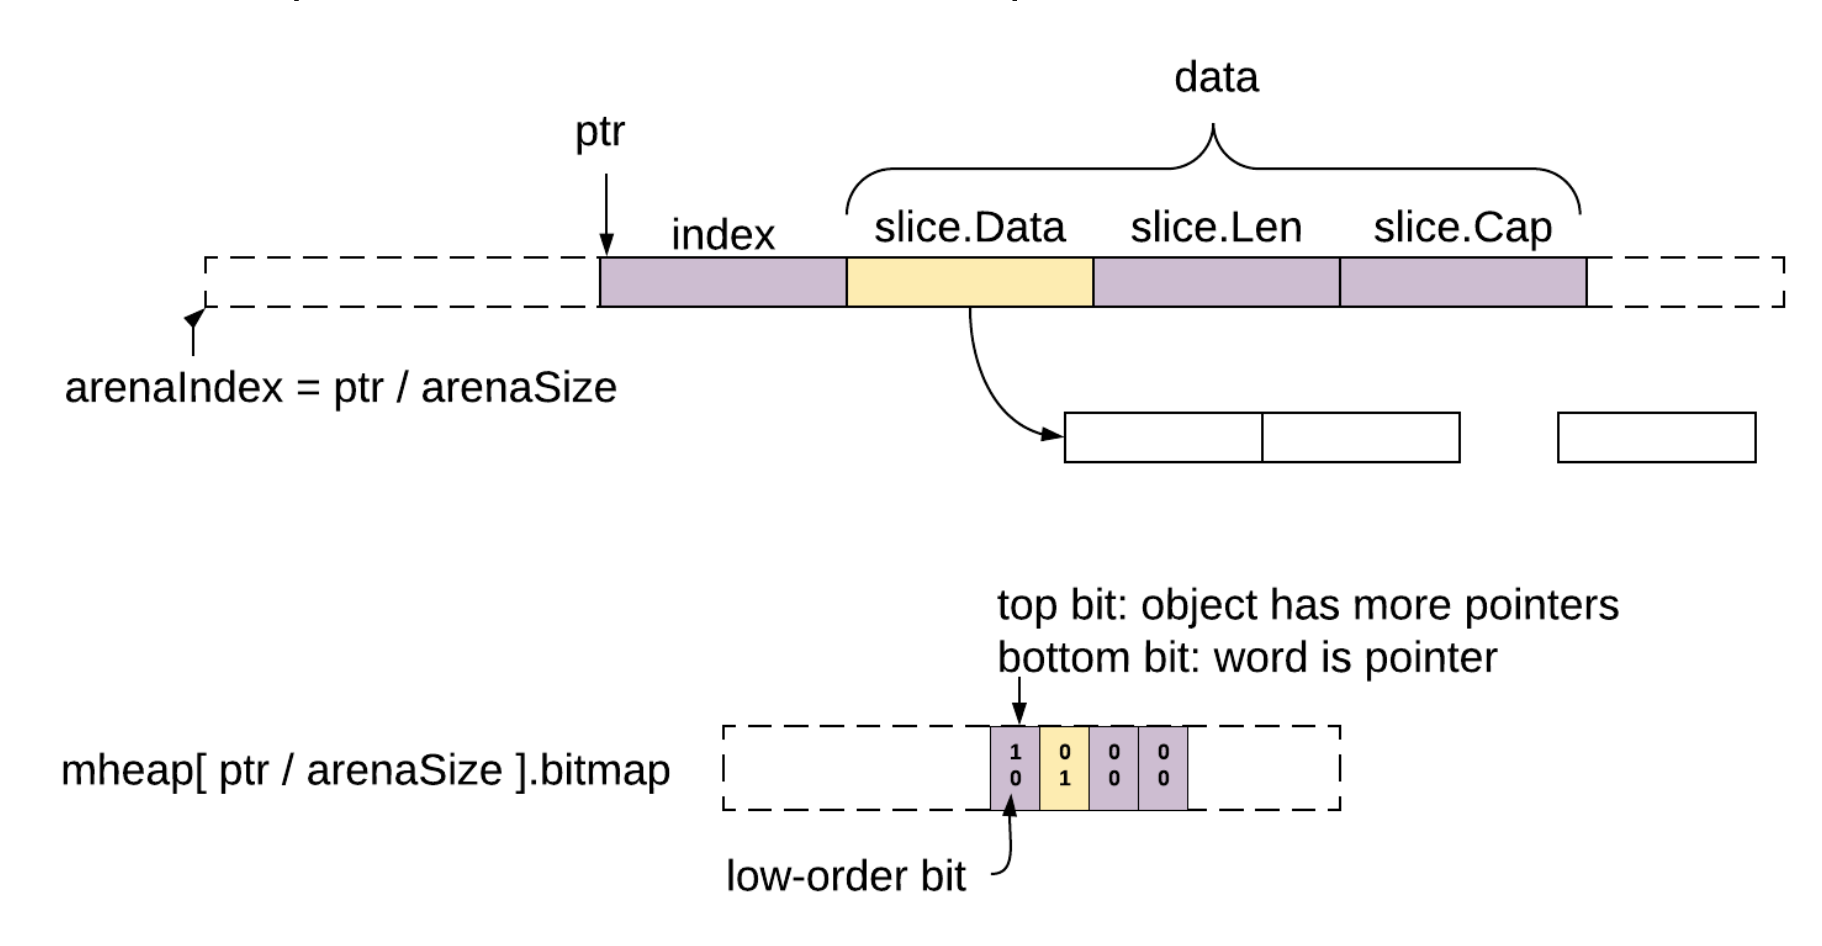 data
ptr
index
slice.Data
slice.Len
slice.Cap
arenaIndex = ptr / arenaSize
top bit: object has more pointers
bottom bit: word is pointer
mheap[ ptr / arenaSize ].bitmap
1 0 0 0
0 1 0 0
low-order bit